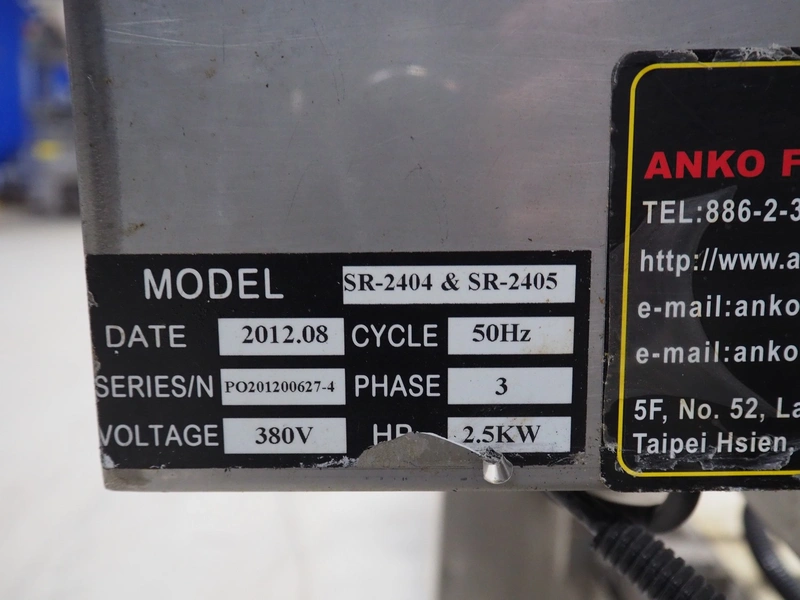 MODEL SR-2404 & SR-2405
DATE 2012.08 CYCLE 50Hz
SERIES/N PO201200627-4 PHASE 3
VOLTAGE 380V HP 2.5KW
ANKO F
TEL:886-2-3
http://www.a
e-mail:anko
e-mail:anko
5F, No. 52, La
Taipei Hsien